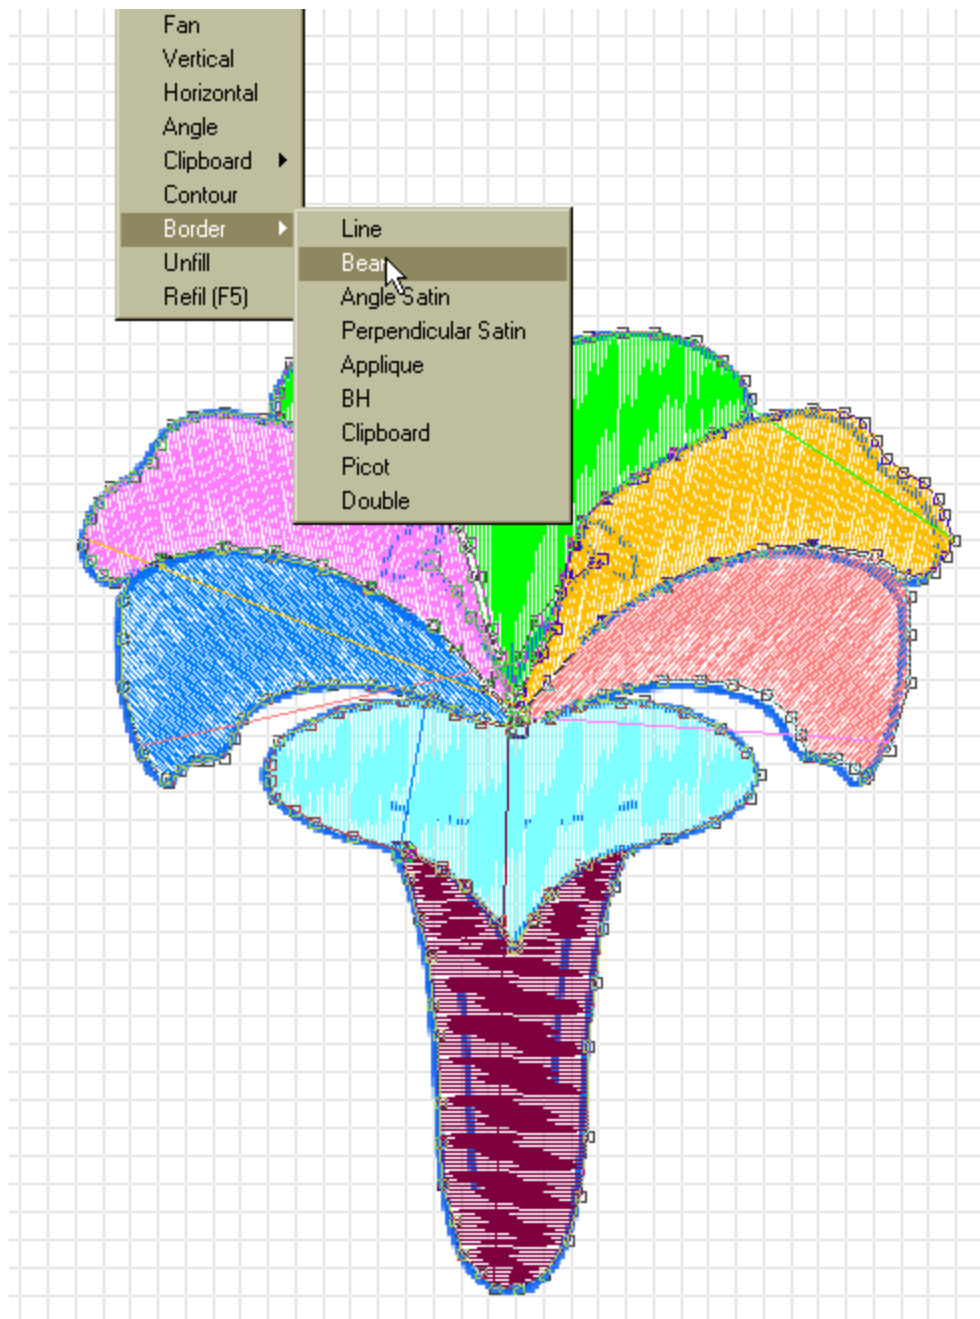 Fan
Vertical
Horizontal
Angle
Clipboard
Contour
Border
Unfill
Refil (F5)
Line
Bean
Angle Satin
Perpendicular Satin
Applique
BH
Clipboard
Picot
Double